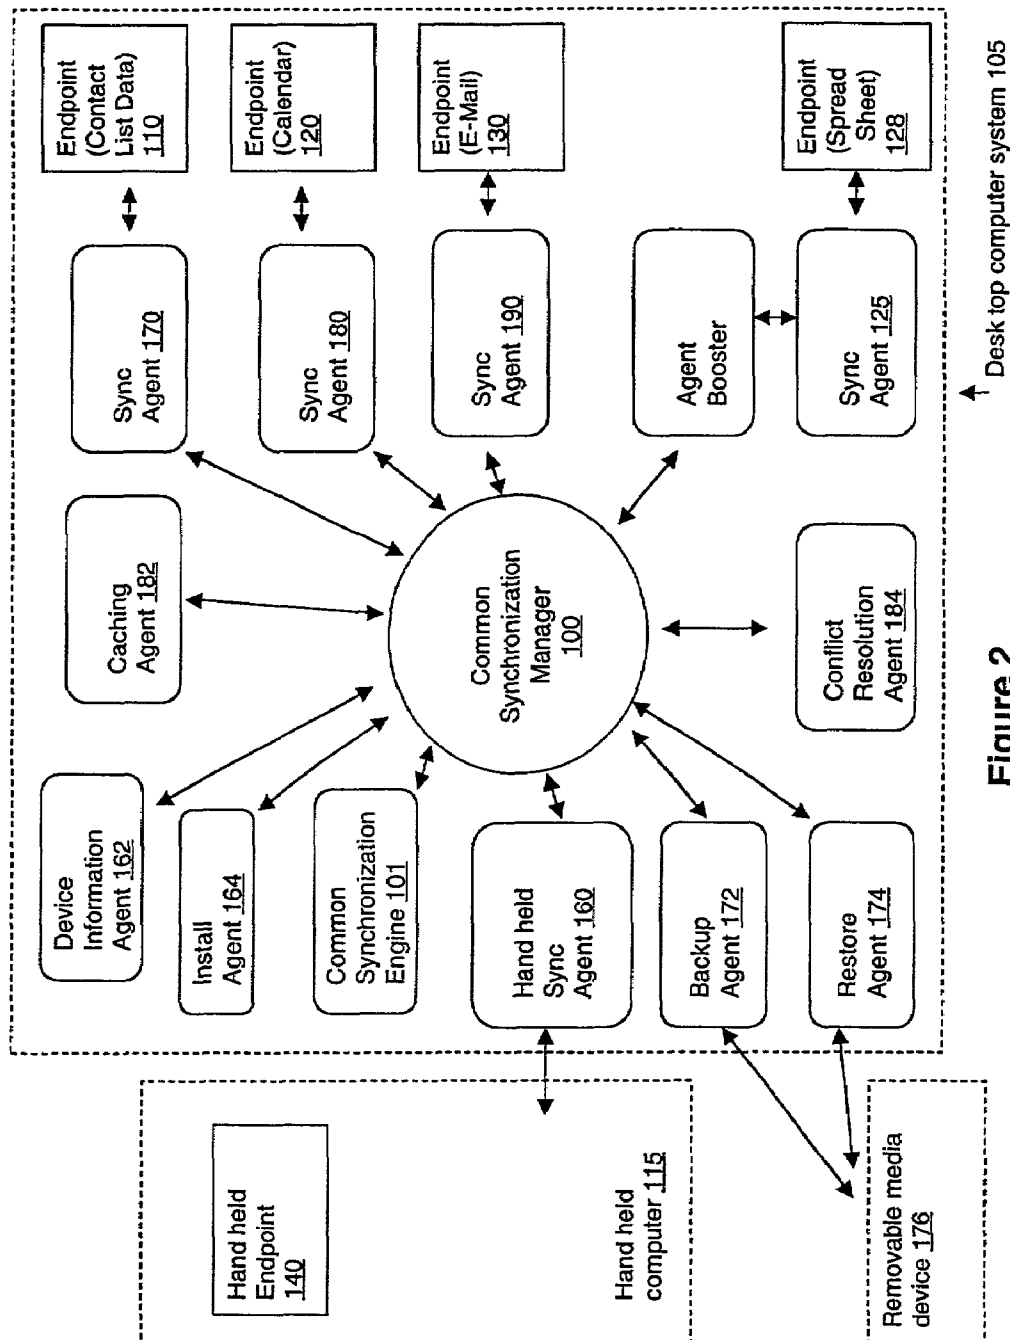 Hand held
Endpoint
140
Hand held
computer 115
Removable media
device 176
Device
Information
Agent 162
Install
Agent 164
Common
Synchronization
Engine 101
Hand held
Sync
Agent 160
Backup
Agent 172
Restore
Agent 174
Caching
Agent 182
Common
Synchronization
Manager
100
Conflict
Resolution
Agent 184
Sync
Agent 170
Sync
Agent 180
Sync
Agent 190
Agent
Booster
Sync
Agent 125
Endpoint
(Contact
List Data)
110
Endpoint
(Calendar)
120
Endpoint
(E-Mail)
130
Endpoint
(Spread
Sheet)
128
Desk top computer system 105
Figure 2